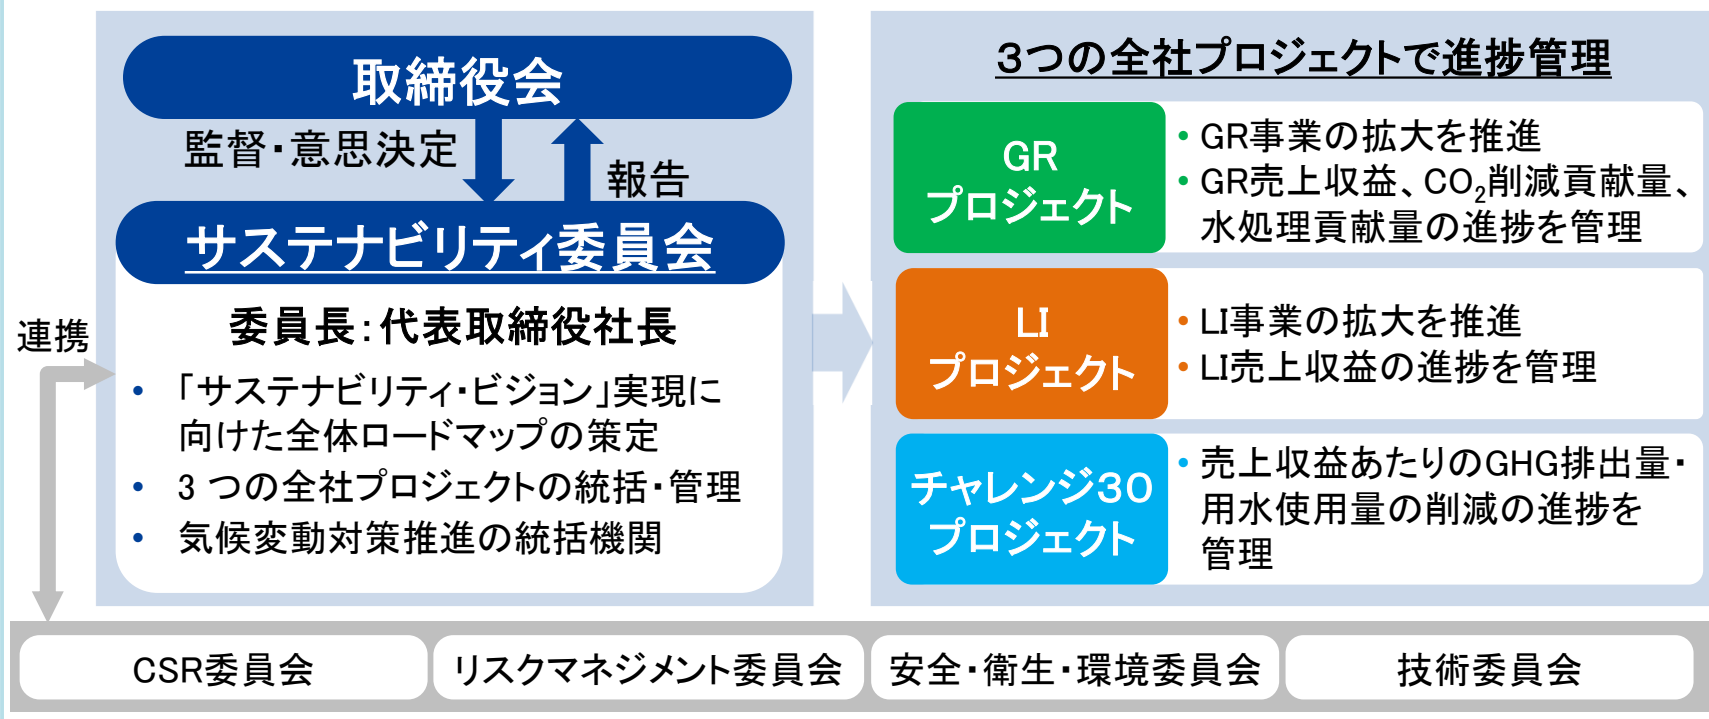 取締役会
監督・意思決定
報告
サステナビリティ委員会
委員長：代表取締役社長
• 「サステナビリティ・ビジョン」実現に
向けた全体ロードマップの策定
• 3 つの全社プロジェクトの統括・管理
• 気候変動対策推進の統括機関
連携
3つの全社プロジェクトで進捗管理
GR
プロジェクト
• GR事業の拡大を推進
• GR売上収益、CO₂削減貢献量、
水処理貢献量の進捗を管理
LI
プロジェクト
• LI事業の拡大を推進
• LI売上収益の進捗を管理
チャレンジ30
プロジェクト
• 売上収益あたりのGHG排出量・
用水使用量の削減の進捗を
管理
CSR委員会
リスクマネジメント委員会
安全・衛生・環境委員会
技術委員会